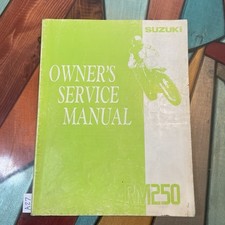 SUZUKI
OWNER'S
SERVICE
MANUAL
RM250